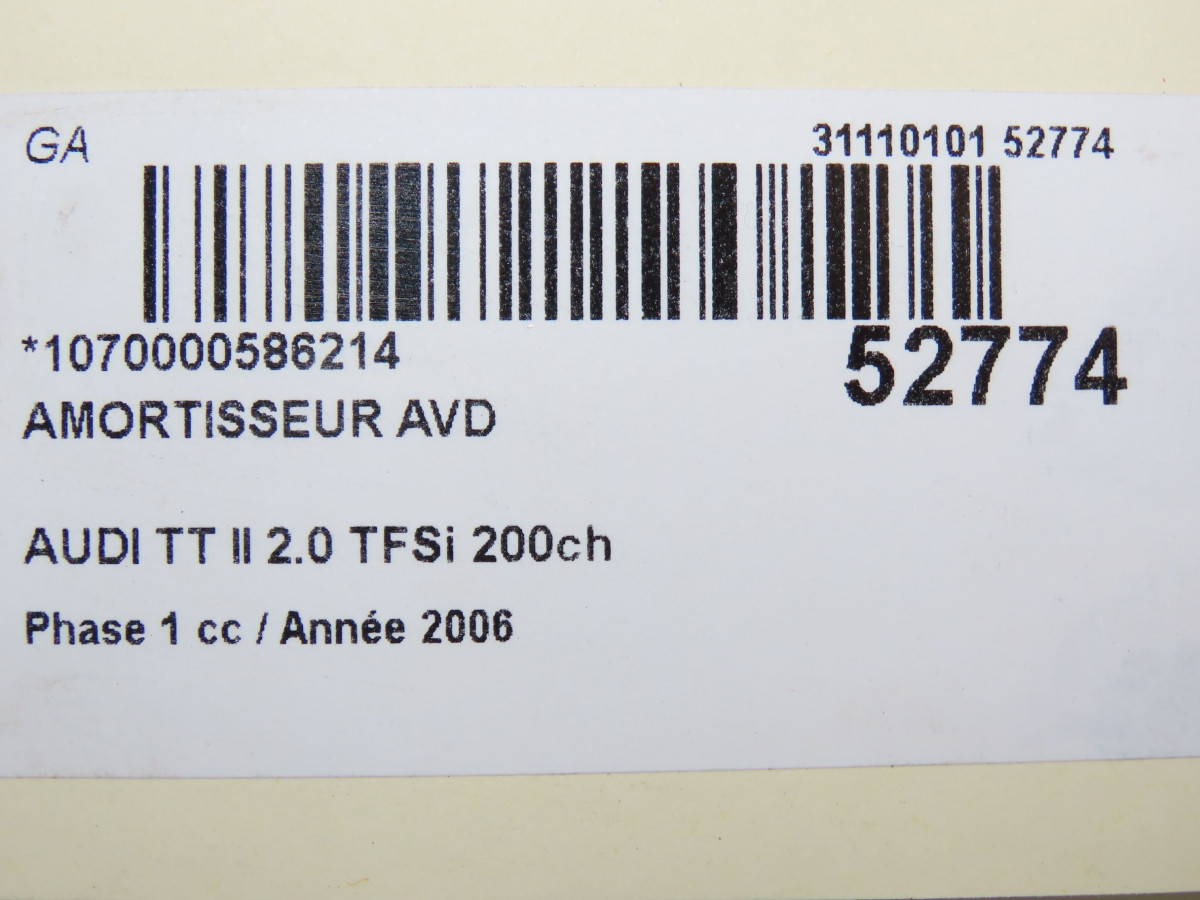 GA
31110101 52774
*1070000586214
52774
AMORTISSEUR AVD
AUDI TT II 2.0 TFSi 200ch
Phase 1 cc / Année 2006